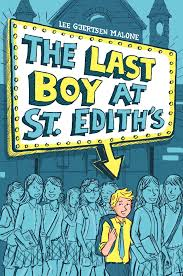 LEE GJERTSEN MALONE
THE LAST
BOY AT
ST. EDITH'S